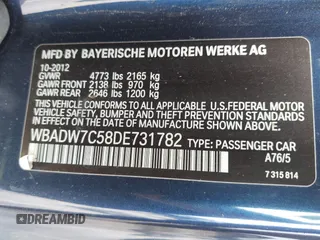 MFD BY BAYERISCHE MOTOREN WERKE AG
10-2012
GVWR 4773 lbs 2165 kg
GAWR FRONT 2138 lbs 970 kg
GAWR REAR 2646 lbs 1200 kg
THIS VEHICLE CONFORMS TO ALL APPLICABLE
U.S.FEDERAL MOTOR VEHICLE SAFETY,
BUMPER, AND THEFT PREVENTION STANDARDS
IN EFFECT ON THE DATE OF MANUFACTURE
SHOWN ABOVE.
WBADW7C58DE731782 TYPE: PASSENGER CAR
A76/5
7 315 814
DREAMBID